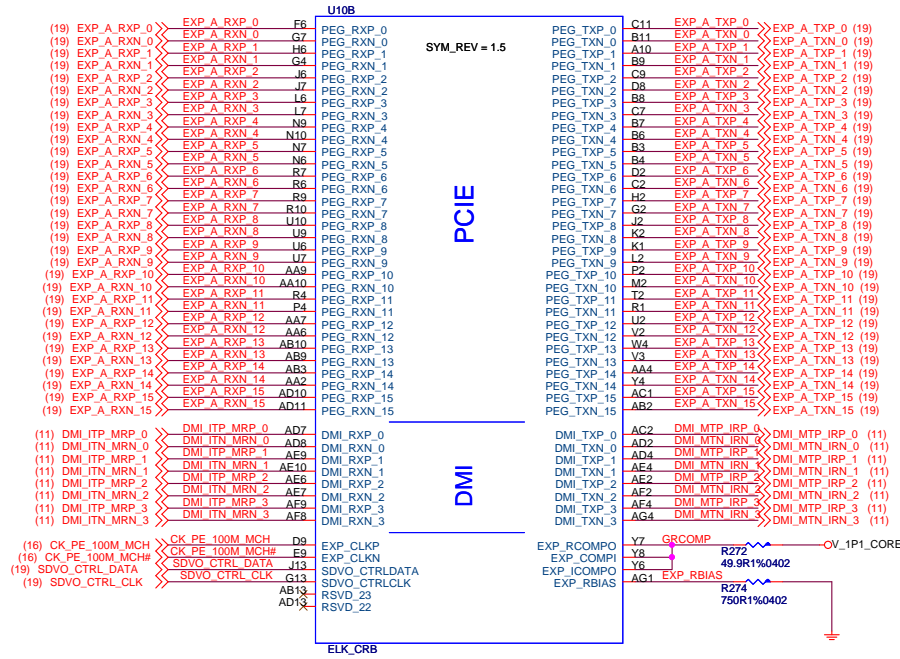 U10B
SYM_REV = 1.5
(19) EXP_A_RXP_0 EXP_A_RXP_0 F6 PEG_RXP_0 PEG_TXP_0 C11 EXP_A_TXP_0 EXP_A_TXP_0 (19)
(19) EXP_A_RXN_0 EXP_A_RXN_0 G7 PEG_RXN_0 PEG_TXN_0 B11 EXP_A_TXN_0 EXP_A_TXN_0 (19)
(19) EXP_A_RXP_1 EXP_A_RXP_1 H6 PEG_RXP_1 PEG_TXP_1 A10 EXP_A_TXP_1 EXP_A_TXP_1 (19)
(19) EXP_A_RXN_1 EXP_A_RXN_1 G4 PEG_RXN_1 PEG_TXN_1 B9 EXP_A_TXN_1 EXP_A_TXN_1 (19)
(19) EXP_A_RXP_2 EXP_A_RXP_2 J6 PEG_RXP_2 PEG_TXP_2 C9 EXP_A_TXP_2 EXP_A_TXP_2 (19)
(19) EXP_A_RXN_2 EXP_A_RXN_2 J7 PEG_RXN_2 PEG_TXN_2 D8 EXP_A_TXN_2 EXP_A_TXN_2 (19)
(19) EXP_A_RXP_3 EXP_A_RXP_3 L6 PEG_RXP_3 PEG_TXP_3 B8 EXP_A_TXP_3 EXP_A_TXP_3 (19)
(19) EXP_A_RXN_3 EXP_A_RXN_3 L7 PEG_RXN_3 PEG_TXN_3 C7 EXP_A_TXN_3 EXP_A_TXN_3 (19)
(19) EXP_A_RXP_4 EXP_A_RXP_4 N9 PEG_RXP_4 PEG_TXP_4 B7 EXP_A_TXP_4 EXP_A_TXP_4 (19)
(19) EXP_A_RXN_4 EXP_A_RXN_4 N10 PEG_RXN_4 PEG_TXN_4 B6 EXP_A_TXN_4 EXP_A_TXN_4 (19)
(19) EXP_A_RXP_5 EXP_A_RXP_5 N7 PEG_RXP_5 PEG_TXP_5 B3 EXP_A_TXP_5 EXP_A_TXP_5 (19)
(19) EXP_A_RXN_5 EXP_A_RXN_5 N6 PEG_RXN_5 PEG_TXN_5 B4 EXP_A_TXN_5 EXP_A_TXN_5 (19)
(19) EXP_A_RXP_6 EXP_A_RXP_6 R7 PEG_RXP_6 PEG_TXP_6 D2 EXP_A_TXP_6 EXP_A_TXP_6 (19)
(19) EXP_A_RXN_6 EXP_A_RXN_6 R6 PEG_RXN_6 PEG_TXN_6 C2 EXP_A_TXN_6 EXP_A_TXN_6 (19)
(19) EXP_A_RXP_7 EXP_A_RXP_7 R9 PEG_RXP_7 PEG_TXP_7 H2 EXP_A_TXP_7 EXP_A_TXP_7 (19)
(19) EXP_A_RXN_7 EXP_A_RXN_7 R10 PEG_RXN_7 PEG_TXN_7 G2 EXP_A_TXN_7 EXP_A_TXN_7 (19)
(19) EXP_A_RXP_8 EXP_A_RXP_8 U10 PEG_RXP_8 PEG_TXP_8 J2 EXP_A_TXP_8 EXP_A_TXP_8 (19)
(19) EXP_A_RXN_8 EXP_A_RXN_8 U9 PEG_RXN_8 PEG_TXN_8 K2 EXP_A_TXN_8 EXP_A_TXN_8 (19)
(19) EXP_A_RXP_9 EXP_A_RXP_9 U6 PEG_RXP_9 PEG_TXP_9 K1 EXP_A_TXP_9 EXP_A_TXP_9 (19)
(19) EXP_A_RXN_9 EXP_A_RXN_9 U7 PEG_RXN_9 PEG_TXN_9 L2 EXP_A_TXN_9 EXP_A_TXN_9 (19)
(19) EXP_A_RXP_10 EXP_A_RXP_10 AA9 PEG_RXP_10 PEG_TXP_10 P2 EXP_A_TXP_10 EXP_A_TXP_10 (19)
(19) EXP_A_RXN_10 EXP_A_RXN_10 AA10 PEG_RXN_10 PEG_TXN_10 M2 EXP_A_TXN_10 EXP_A_TXN_10 (19)
(19) EXP_A_RXP_11 EXP_A_RXP_11 R4 PEG_RXP_11 PEG_TXP_11 T2 EXP_A_TXP_11 EXP_A_TXP_11 (19)
(19) EXP_A_RXN_11 EXP_A_RXN_11 P4 PEG_RXN_11 PEG_TXN_11 R1 EXP_A_TXN_11 EXP_A_TXN_11 (19)
(19) EXP_A_RXP_12 EXP_A_RXP_12 AA7 PEG_RXP_12 PEG_TXP_12 U2 EXP_A_TXP_12 EXP_A_TXP_12 (19)
(19) EXP_A_RXN_12 EXP_A_RXN_12 AA6 PEG_RXN_12 PEG_TXN_12 V2 EXP_A_TXN_12 EXP_A_TXN_12 (19)
(19) EXP_A_RXP_13 EXP_A_RXP_13 AB10 PEG_RXP_13 PEG_TXP_13 W4 EXP_A_TXP_13 EXP_A_TXP_13 (19)
(19) EXP_A_RXN_13 EXP_A_RXN_13 AB9 PEG_RXN_13 PEG_TXN_13 V3 EXP_A_TXN_13 EXP_A_TXN_13 (19)
(19) EXP_A_RXP_14 EXP_A_RXP_14 AB3 PEG_RXP_14 PEG_TXP_14 AA4 EXP_A_TXP_14 EXP_A_TXP_14 (19)
(19) EXP_A_RXN_14 EXP_A_RXN_14 AA2 PEG_RXN_14 PEG_TXN_14 Y4 EXP_A_TXN_14 EXP_A_TXN_14 (19)
(19) EXP_A_RXP_15 EXP_A_RXP_15 AD10 PEG_RXP_15 PEG_TXP_15 AC1 EXP_A_TXP_15 EXP_A_TXP_15 (19)
(19) EXP_A_RXN_15 EXP_A_RXN_15 AD11 PEG_RXN_15 PEG_TXN_15 AB2 EXP_A_TXN_15 EXP_A_TXN_15 (19)
PCIE
(11) DMI_ITP_MRP_0 DMI_ITP_MRP_0 AD7 DMI_RXP_0 DMI_TXP_0 AC2 DMI_MTP_IRP_0 DMI_MTP_IRP_0 (11)
(11) DMI_ITN_MRN_0 DMI_ITN_MRN_0 AD8 DMI_RXN_0 DMI_TXN_0 AD2 DMI_MTN_IRN_0 DMI_MTN_IRN_0 (11)
(11) DMI_ITP_MRP_1 DMI_ITP_MRP_1 AE9 DMI_RXP_1 DMI_TXP_1 AD4 DMI_MTP_IRP_1 DMI_MTP_IRP_1 (11)
(11) DMI_ITN_MRN_1 DMI_ITN_MRN_1 AE10 DMI_RXN_1 DMI_TXN_1 AE4 DMI_MTN_IRN_1 DMI_MTN_IRN_1 (11)
(11) DMI_ITP_MRP_2 DMI_ITP_MRP_2 AE6 DMI_RXP_2 DMI_TXP_2 AE2 DMI_MTP_IRP_2 DMI_MTP_IRP_2 (11)
(11) DMI_ITN_MRN_2 DMI_ITN_MRN_2 AE7 DMI_RXN_2 DMI_TXN_2 AF2 DMI_MTN_IRN_2 DMI_MTN_IRN_2 (11)
(11) DMI_ITP_MRP_3 DMI_ITP_MRP_3 AF9 DMI_RXP_3 DMI_TXP_3 AF4 DMI_MTP_IRP_3 DMI_MTP_IRP_3 (11)
(11) DMI_ITN_MRN_3 DMI_ITN_MRN_3 AF8 DMI_RXN_3 DMI_TXN_3 AG4 DMI_MTN_IRN_3 DMI_MTN_IRN_3 (11)
DMI
(16) CK_PE_100M_MCH CK_PE_100M_MCH D9 EXP_CLKP EXP_RCOMPO Y7 GRCOMP V_1P1_CORE
(16) CK_PE_100M_MCH# CK_PE_100M_MCH# E9 EXP_CLKN EXP_COMPI Y8 R272
(19) SDVO_CTRL_DATA SDVO_CTRL_DATA J13 SDVO_CTRLDATA EXP_ICOMPO Y6 49.9R1%0402
(19) SDVO_CTRL_CLK SDVO_CTRL_CLK G13 SDVO_CTRLCLK EXP_RBIAS AG1 EXP_RBIAS
AB13 RSVD_23 R274
AD13 RSVD_22 750R1%0402
ELK_CRB